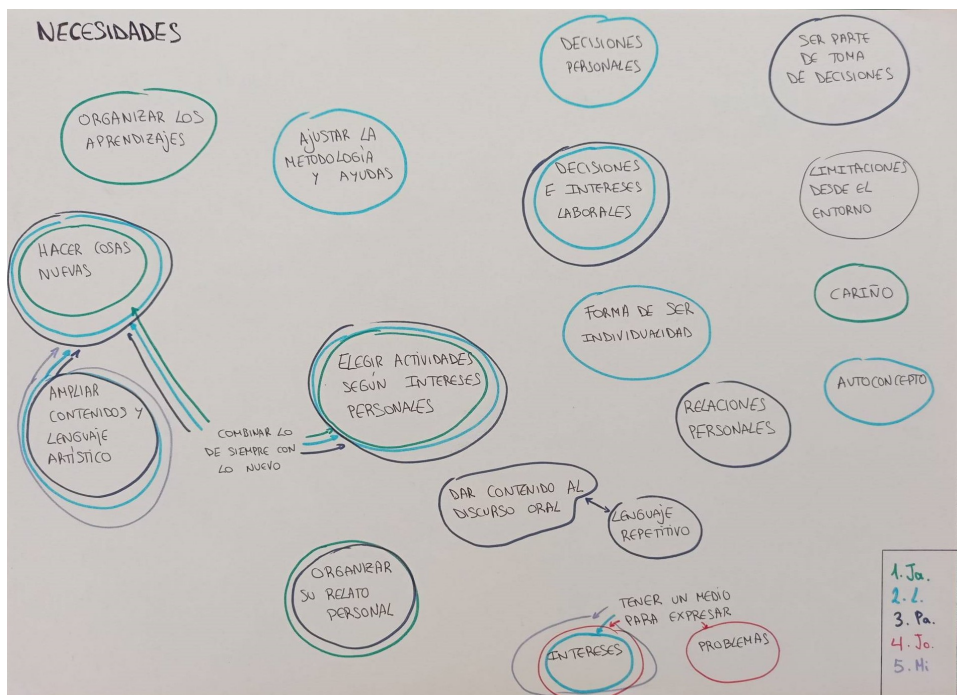 NECESIDADES
ORGANIZAR LOS
APRENDIZAJES
AJUSTAR LA
METODOLOGÍA
Y AYUDAS
DECISIONES
PERSONALES
SER PARTE
DE TOMA
DE DECISIONES
DECISIONES
E INTERESES
LABORALES
LIMITACIONES
DESDE EL
ENTORNO
HACER COSAS
NUEVAS
CARIÑO
FORMA DE SER
INDIVIDUALIDAD
ELEGIR ACTIVIDADES
SEGÚN INTERESES
PERSONALES
AUTOCONCEPTO
AMPLIAR
CONTENIDOS Y
LENGUAJE
ARTÍSTICO
COMBINAR LO
DE SIEMPRE CON
LO NUEVO
RELACIONES
PERSONALES
DAR CONTENIDO AL
DISCURSO ORAL
LENGUAJE
REPETITIVO
ORGANIZAR
SU RELATO
PERSONAL
TENER UN MEDIO
PARA EXPRESAR
INTERESES
PROBLEMAS
1. Ja.
2. L.
3. Pa.
4. Jo.
5. Mi